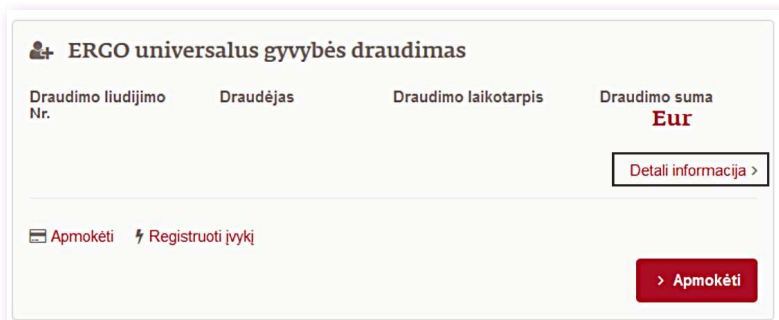 ERGO universalus gyvybės draudimas
Draudimo liudijimo Nr.
Draudėjas
Draudimo laikotarpis
Draudimo suma
Eur
Detali informacija >
Apmokėti
Registruoti įvykį
> Apmokėti